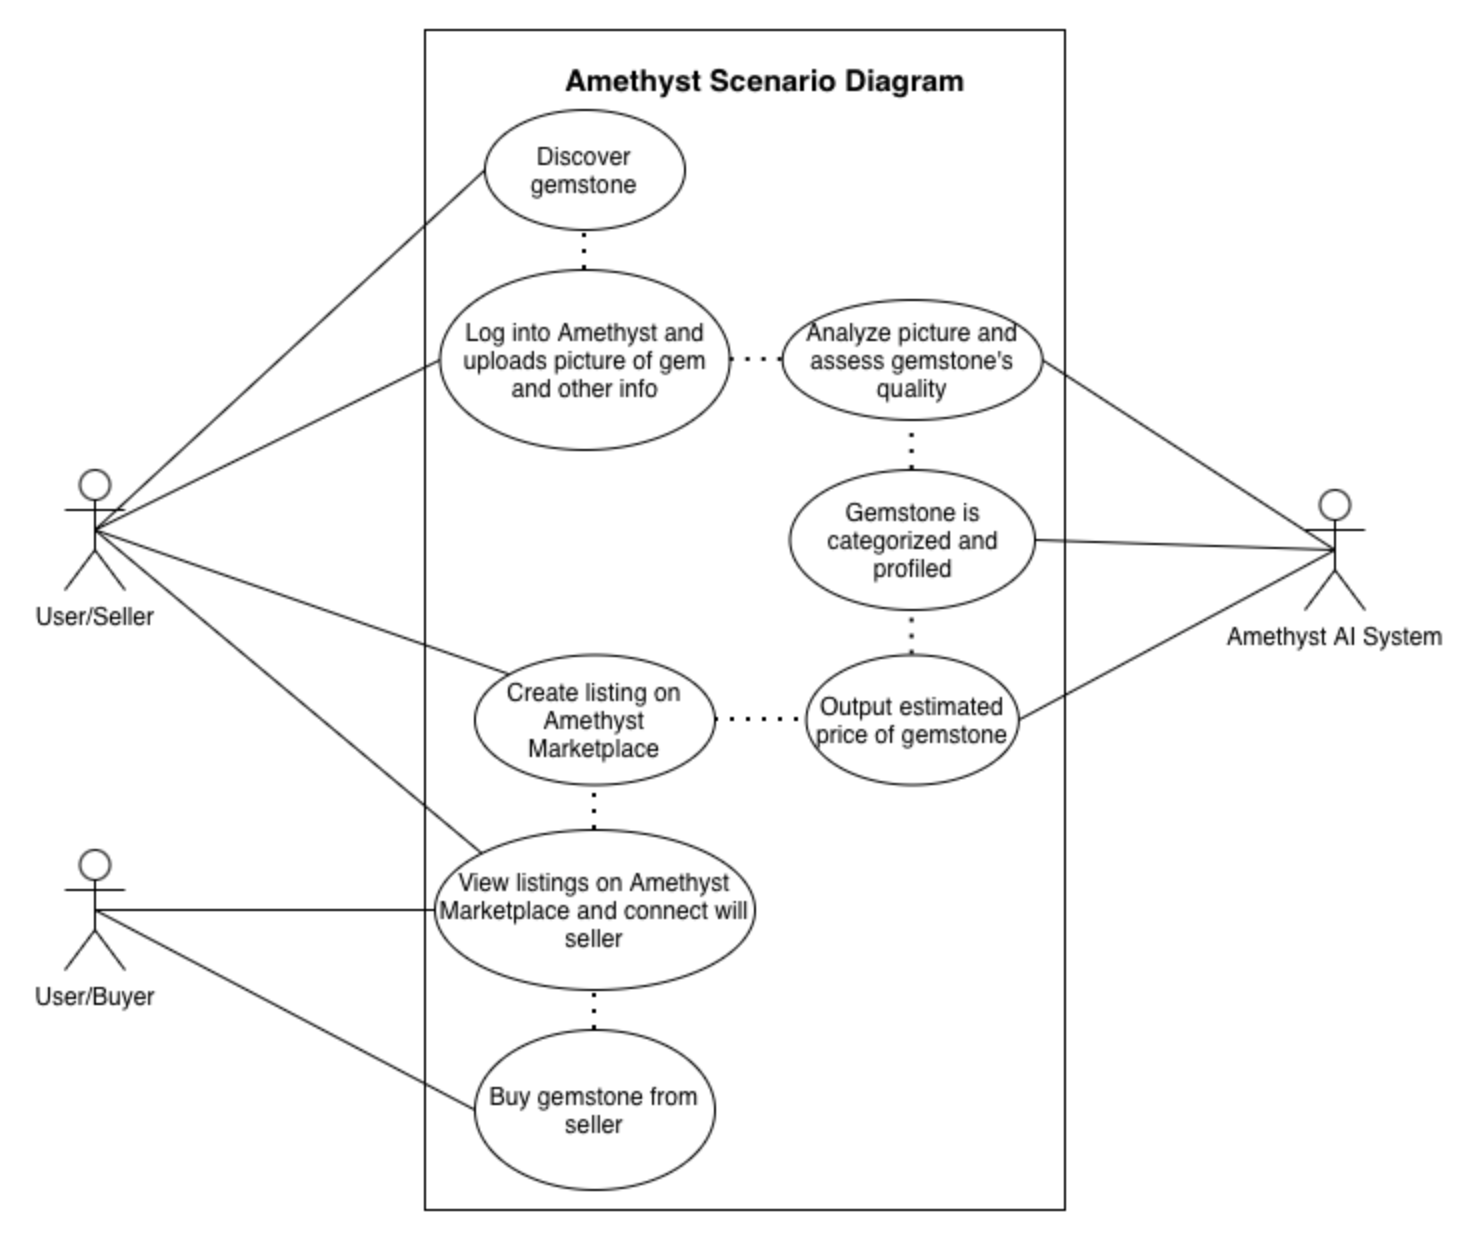 Amethyst Scenario Diagram
Discover
gemstone
Log into Amethyst and
uploads picture of gem
and other info
Analyze picture and
assess gemstone's
quality
Gemstone is
categorized and
profiled
User/Seller
Amethyst AI System
Create listing on
Amethyst
Marketplace
Output estimated
price of gemstone
View listings on Amethyst
Marketplace and connect will
seller
User/Buyer
Buy gemstone from
seller